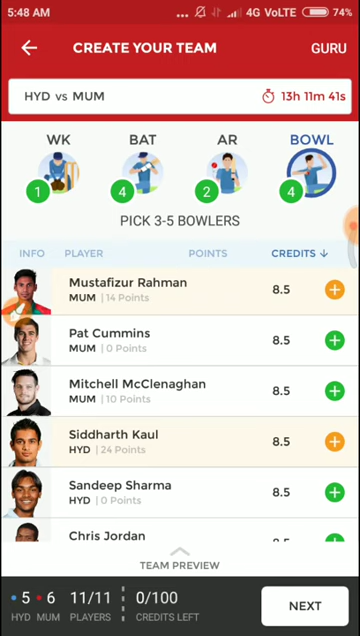 5:48 AM ... 4G VoLTE 74%
CREATE YOUR TEAM GURU
HYD vs MUM 13h 11m 41s
WK BAT AR BOWL
1 4 2 4
PICK 3-5 BOWLERS
INFO PLAYER POINTS CREDITS ↓
Mustafizur Rahman
MUM | 14 Points 8.5 +
Pat Cummins
MUM | 0 Points 8.5 +
Mitchell McClenaghan
MUM | 10 Points 8.5 +
Siddharth Kaul
HYD | 24 Points 8.5 +
Sandeep Sharma
HYD | 0 Points 8.5 +
Chris Jordan
TEAM PREVIEW
5 6 11/11 0/100
HYD MUM PLAYERS CREDITS LEFT
NEXT